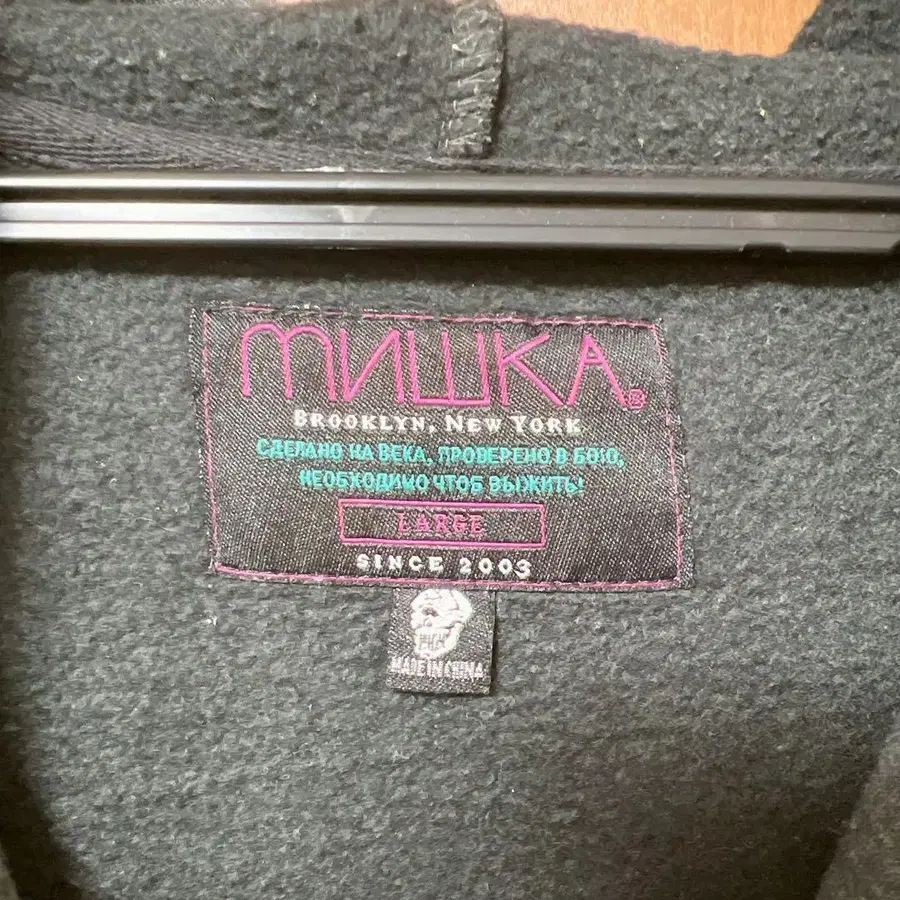 МИШКА®
BROOKLYN, NEW YORK
СДЕЛАНО НА ВЕКА, ПРОВЕРЕНО В БОЮ,
НЕОБХОДИМО ЧТОБ ВЫЖИТЬ!
LARGE
SINCE 2003
MADE IN CHINA